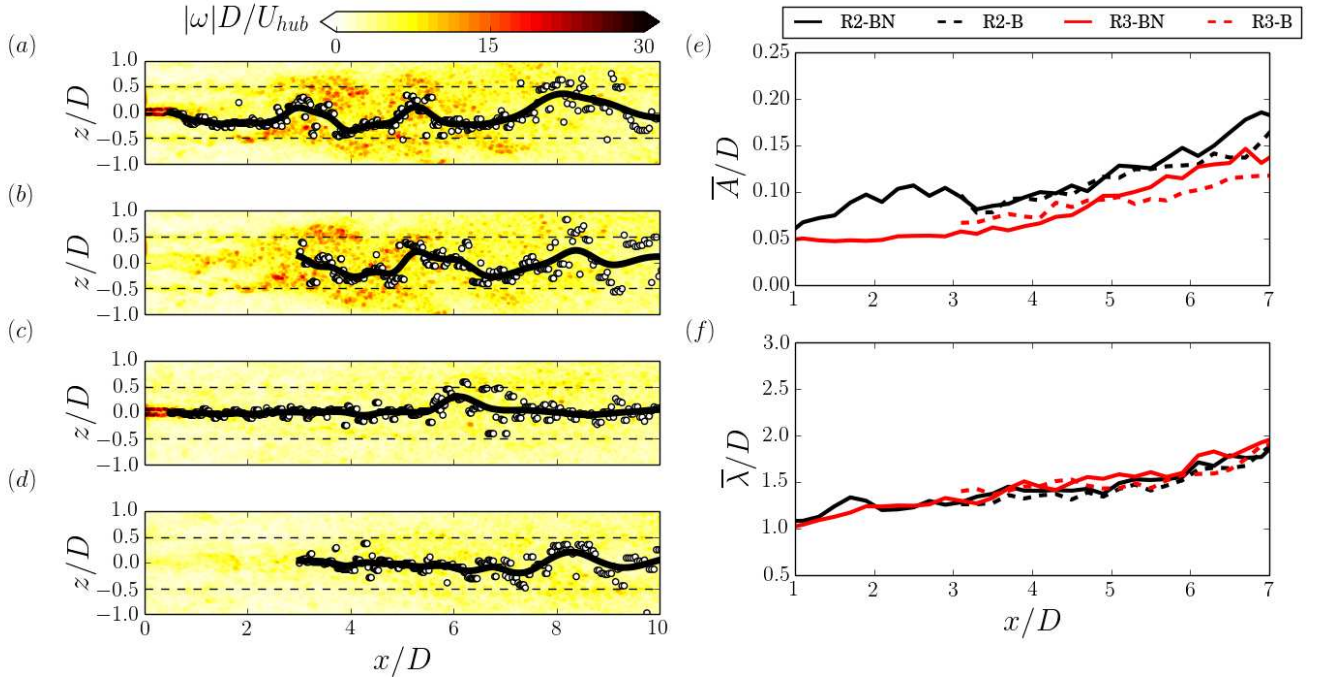 |ω|D/U_hub
0 15 30
R2-BN R2-B R3-BN R3-B
(a)
1.0
0.5
0.0
−0.5
−1.0
z/D
(b)
1.0
0.5
0.0
−0.5
−1.0
z/D
(c)
1.0
0.5
0.0
−0.5
−1.0
z/D
(d)
1.0
0.5
0.0
−0.5
−1.0
z/D
0 2 4 6 8 10
x/D
(e)
0.25
0.20
0.15
0.10
0.05
0.00
A̅/D
1 2 3 4 5 6 7
(f)
3.0
2.5
2.0
1.5
1.0
0.5
λ̅/D
1 2 3 4 5 6 7
x/D